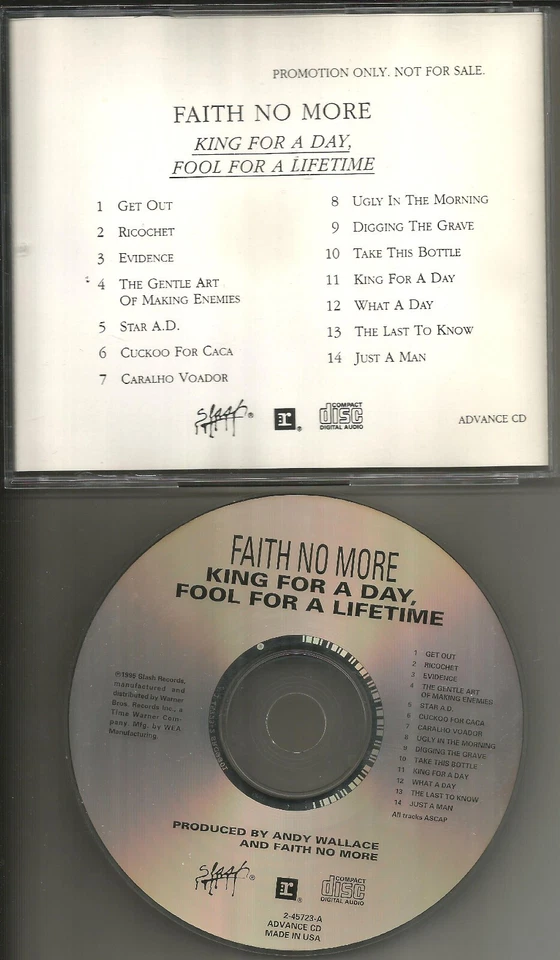 PROMOTION ONLY. NOT FOR SALE.
FAITH NO MORE
KING FOR A DAY,
FOOL FOR A LIFETIME
1 GET OUT
2 RICOCHET
3 EVIDENCE
4 THE GENTLE ART
OF MAKING ENEMIES
5 STAR A.D.
6 CUCKOO FOR CACA
7 CARALHO VOADOR
8 UGLY IN THE MORNING
9 DIGGING THE GRAVE
10 TAKE THIS BOTTLE
11 KING FOR A DAY
12 WHAT A DAY
13 THE LAST TO KNOW
14 JUST A MAN
Slash ®
r ®
COMPACT
disc
DIGITAL AUDIO
ADVANCE CD
FAITH NO MORE
KING FOR A DAY,
FOOL FOR A LIFETIME
℗1995 Slash Records,
manufactured and
distributed by Warner
Bros. Records Inc., a
Time Warner Com-
pany. Mfg. by WEA
Manufacturing.
1 GET OUT
2 RICOCHET
3 EVIDENCE
4 THE GENTLE ART
OF MAKING ENEMIES
5 STAR A.D.
6 CUCKOO FOR CACA
7 CARALHO VOADOR
8 UGLY IN THE MORNING
9 DIGGING THE GRAVE
10 TAKE THIS BOTTLE
11 KING FOR A DAY
12 WHAT A DAY
13 THE LAST TO KNOW
14 JUST A MAN
All tracks ASCAP
PRODUCED BY ANDY WALLACE
AND FAITH NO MORE
Slash ®
r ®
COMPACT
disc
DIGITAL AUDIO
2-45723-A
ADVANCE CD
MADE IN USA